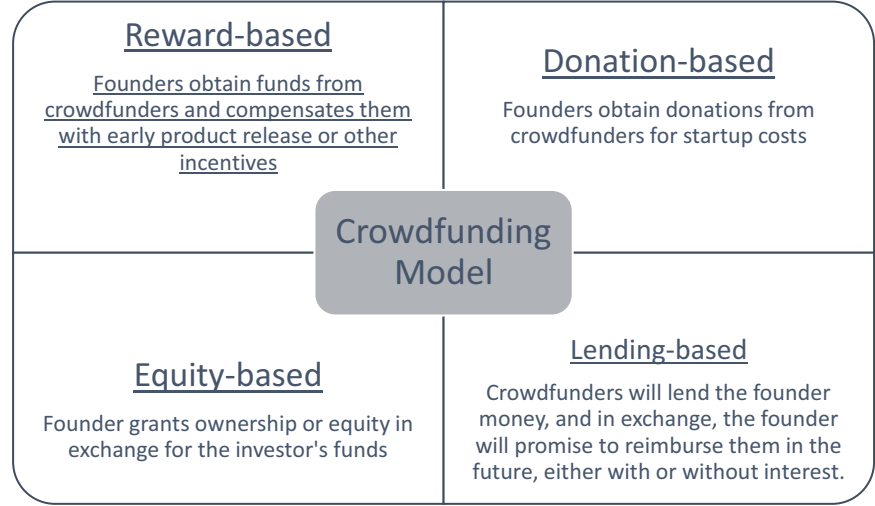 Reward-based
Founders obtain funds from
crowdfunders and compensates them
with early product release or other
incentives
Donation-based
Founders obtain donations from
crowdfunders for startup costs
Crowdfunding
Model
Equity-based
Founder grants ownership or equity in
exchange for the investor's funds
Lending-based
Crowdfunders will lend the founder
money, and in exchange, the founder
will promise to reimburse them in the
future, either with or without interest.